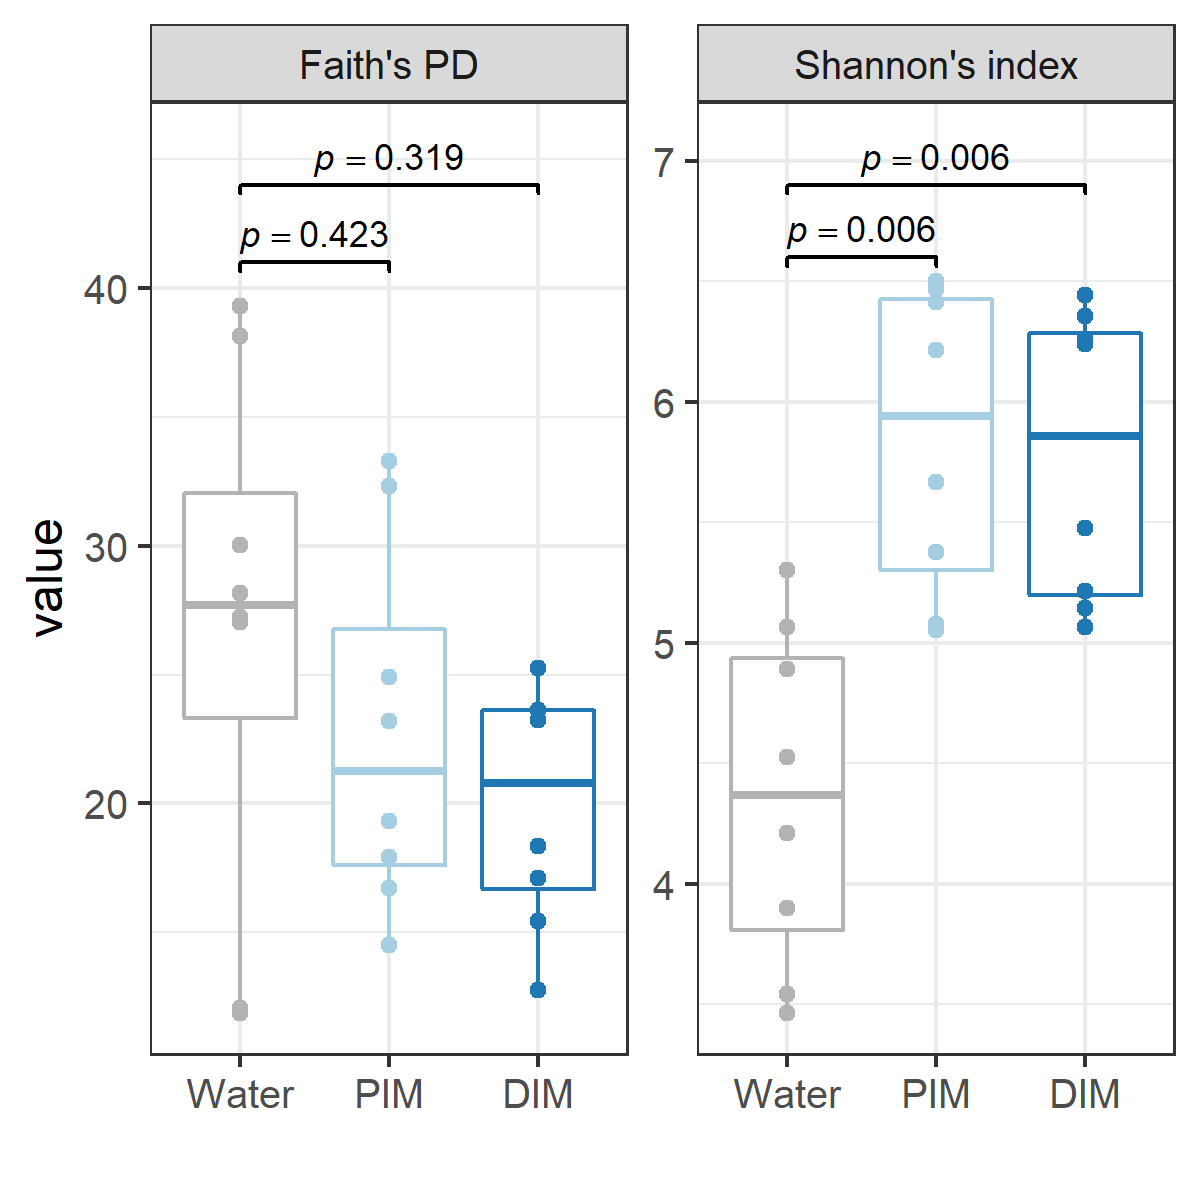 Faith's PD
Shannon's index
value
p = 0.319
p = 0.423
40
30
20
Water PIM DIM
p = 0.006
p = 0.006
7
6
5
4
Water PIM DIM